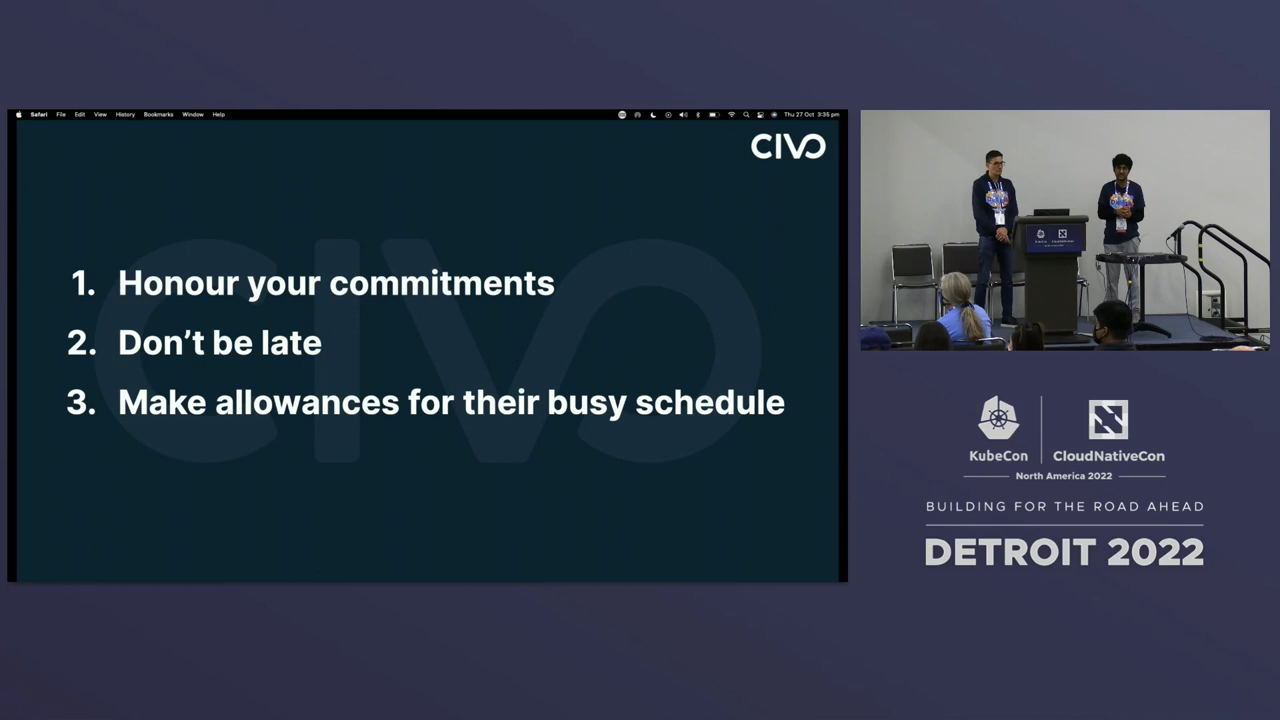 Safari File Edit View History Bookmarks Window Help Thu 27 Oct 3:35 pm
CIVO
CIVO
1. Honour your commitments
2. Don’t be late
3. Make allowances for their busy schedule
KubeCon CloudNativeCon
North America 2022
BUILDING FOR THE ROAD AHEAD
DETROIT 2022